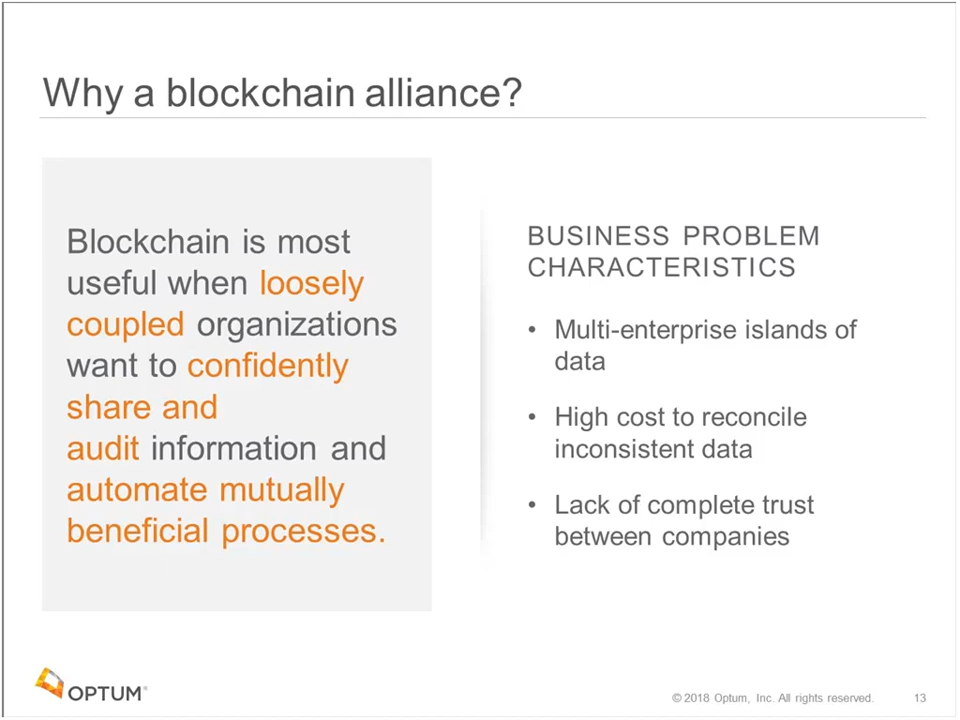 Why a blockchain alliance?
Blockchain is most
useful when loosely
coupled organizations
want to confidently
share and
audit information and
automate mutually
beneficial processes.
BUSINESS PROBLEM
CHARACTERISTICS
• Multi-enterprise islands of
data
• High cost to reconcile
inconsistent data
• Lack of complete trust
between companies
OPTUM®
© 2018 Optum, Inc. All rights reserved.
13